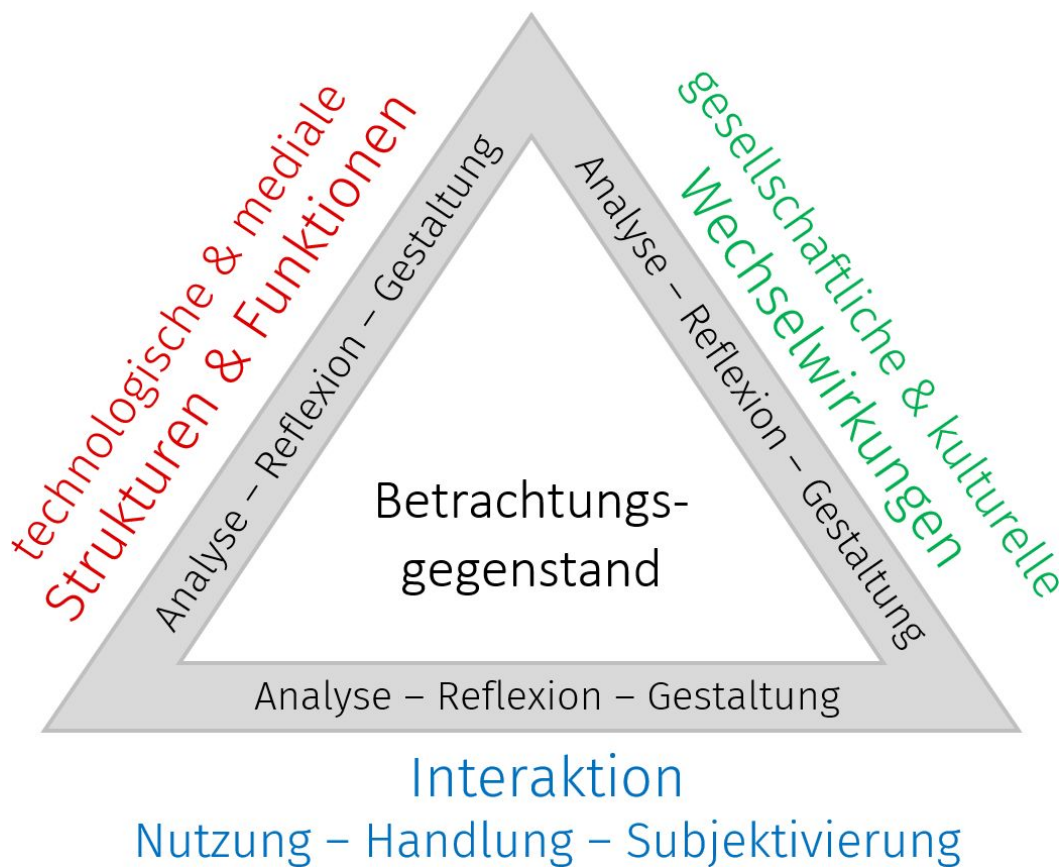 technologische & mediale
Strukturen & Funktionen
Analyse – Reflexion – Gestaltung
gesellschaftliche & kulturelle
Wechselwirkungen
Analyse – Reflexion – Gestaltung
Betrachtungs-
gegenstand
Analyse – Reflexion – Gestaltung
Interaktion
Nutzung – Handlung – Subjektivierung